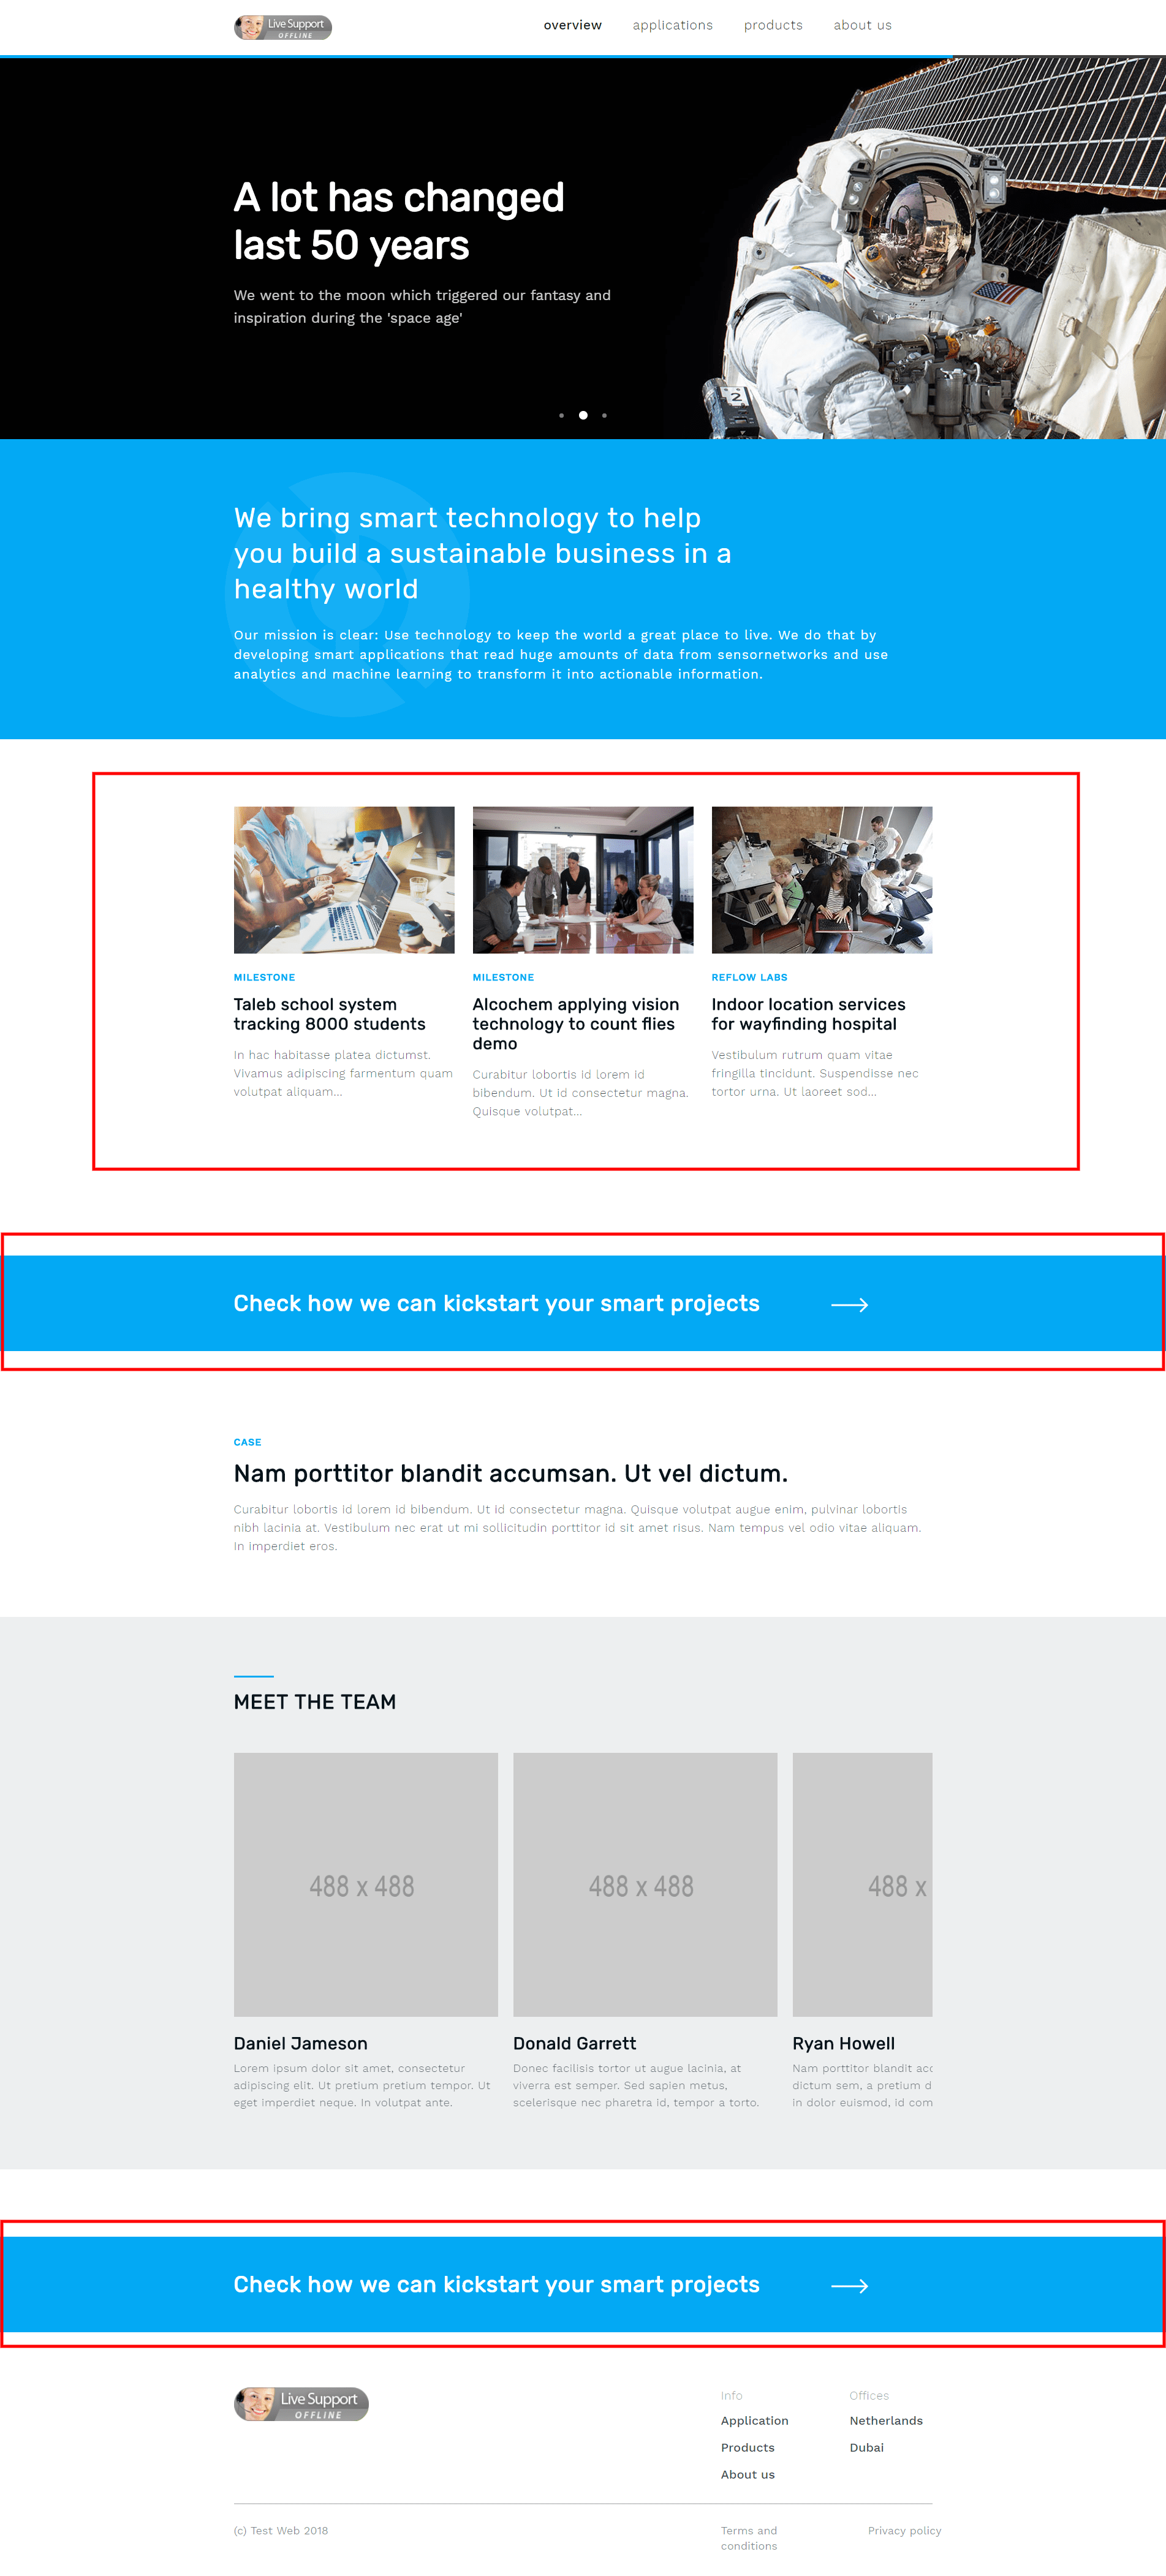 Live Support
OFFLINE
overview applications products about us
A lot has changed
last 50 years
We went to the moon which triggered our fantasy and
inspiration during the 'space age'
2
We bring smart technology to help
you build a sustainable business in a
healthy world
Our mission is clear: Use technology to keep the world a great place to live. We do that by
developing smart applications that read huge amounts of data from sensornetworks and use
analytics and machine learning to transform it into actionable information.
MILESTONE
Taleb school system
tracking 8000 students
In hac habitasse platea dictumst.
Vivamus adipiscing farmentum quam
volutpat aliquam...
MILESTONE
Alcochem applying vision
technology to count flies
demo
Curabitur lobortis id lorem id
bibendum. Ut id consectetur magna.
Quisque volutpat...
REFLOW LABS
Indoor location services
for wayfinding hospital
Vestibulum rutrum quam vitae
fringilla tincidunt. Suspendisse nec
tortor urna. Ut laoreet sod...
Check how we can kickstart your smart projects
CASE
Nam porttitor blandit accumsan. Ut vel dictum.
Curabitur lobortis id lorem id bibendum. Ut id consectetur magna. Quisque volutpat augue enim, pulvinar lobortis
nibh lacinia at. Vestibulum nec erat ut mi sollicitudin porttitor id sit amet risus. Nam tempus vel odio vitae aliquam.
In imperdiet eros.
MEET THE TEAM
488 x 488
488 x 488
488 x
Daniel Jameson
Lorem ipsum dolor sit amet, consectetur
adipiscing elit. Ut pretium pretium tempor. Ut
eget imperdiet neque. In volutpat ante.
Donald Garrett
Donec facilisis tortor ut augue lacinia, at
viverra est semper. Sed sapien metus,
scelerisque nec pharetra id, tempor a torto.
Ryan Howell
Nam porttitor blandit acc
dictum sem, a pretium d
in dolor euismod, id com
Check how we can kickstart your smart projects
Live Support
OFFLINE
Info
Application
Products
About us
Offices
Netherlands
Dubai
(c) Test Web 2018
Terms and
conditions
Privacy policy